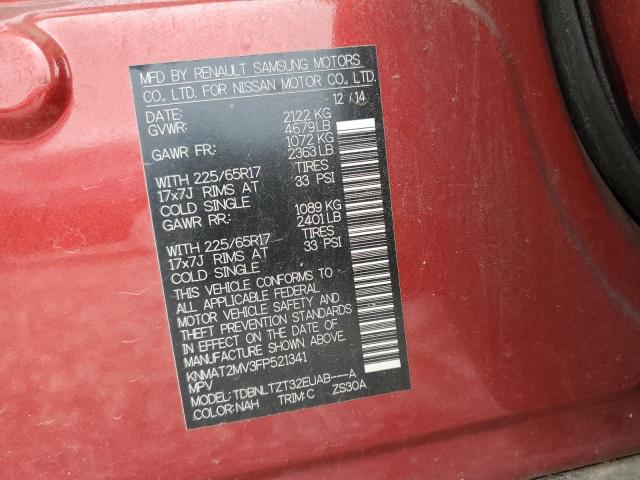 MFD BY RENAULT SAMSUNG MOTORS
CO., LTD. FOR NISSAN MOTOR CO., LTD.
DATE: 12/14
GVWR: 2122 KG
4679 LB
GAWR FR: 1072 KG
2363 LB
WITH 225/65R17 TIRES
17x7J RIMS AT 33 PSI
COLD SINGLE
GAWR RR: 1089 KG
2401 LB
WITH 225/65R17 TIRES
17x7J RIMS AT 33 PSI
COLD SINGLE
THIS VEHICLE CONFORMS TO
ALL APPLICABLE FEDERAL
MOTOR VEHICLE SAFETY AND
THEFT PREVENTION STANDARDS
IN EFFECT ON THE DATE OF
MANUFACTURE SHOWN ABOVE.
KNMAT2MV3FP521341
MPV
MODEL: TDBNLTZT32EUAB---A
COLOR: NAH TRIM: C ZS30A